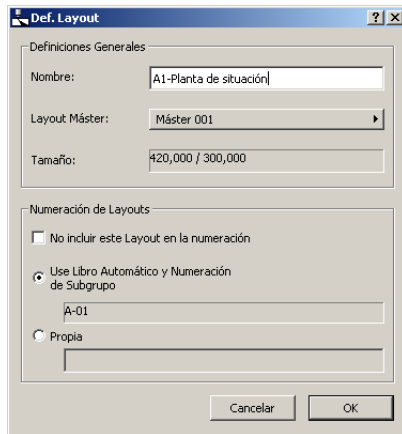 Def. Layout
Definiciones Generales
Nombre: A1-Planta de situación
Layout Máster: Máster 001
Tamaño: 420,000 / 300,000
Numeración de Layouts
No incluir este Layout en la numeración
Use Libro Automático y Numeración
de Subgrupo
A-01
Propia
Cancelar OK